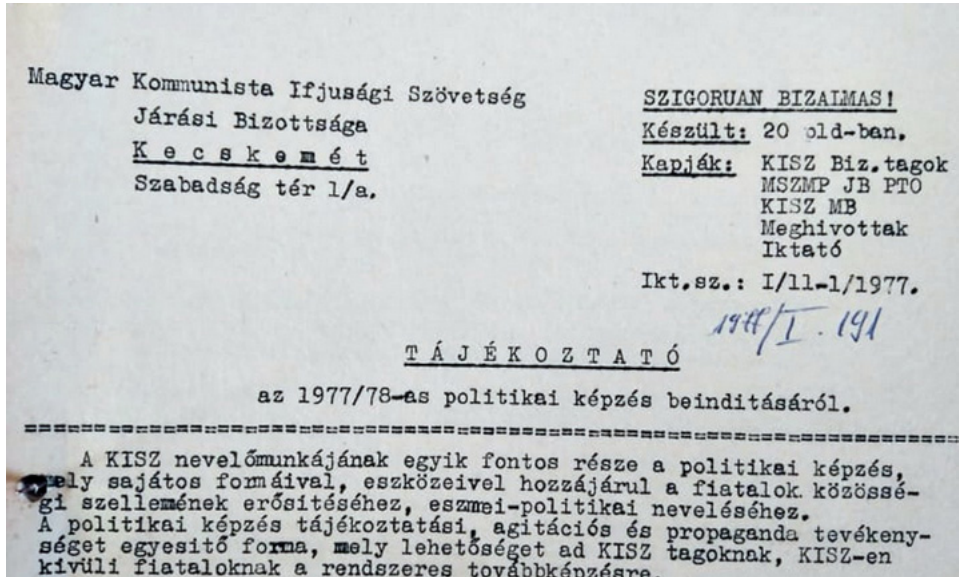 Magyar Kommunista Ifjusági Szövetség
Járási Bizottsága
K e c s k e m é t
Szabadság tér 1/a.
SZIGORUAN BIZALMAS!
Készült: 20 old-ban.
Kapják: KISZ Biz.tagok
MSZMP JB PTO
KISZ MB
Meghivottak
Iktató
Ikt.sz.: I/11-1/1977.
1977/I. 191
T Á J É K O Z T A T Ó
az 1977/78-as politikai képzés beinditásáról.
A KISZ nevelőmunkájának egyik fontos része a politikai képzés,
mely sajátos formáival, eszközeivel hozzájárul a fiatalok közössé-
gi szellemének erősitéséhez, eszmei-politikai neveléséhez.
A politikai képzés tájékoztatási, agitációs és propaganda tevékeny-
séget egyesitő forma, mely lehetőséget ad KISZ tagoknak, KISZ-en
kivüli fiataloknak a rendszeres továbbképzésre.